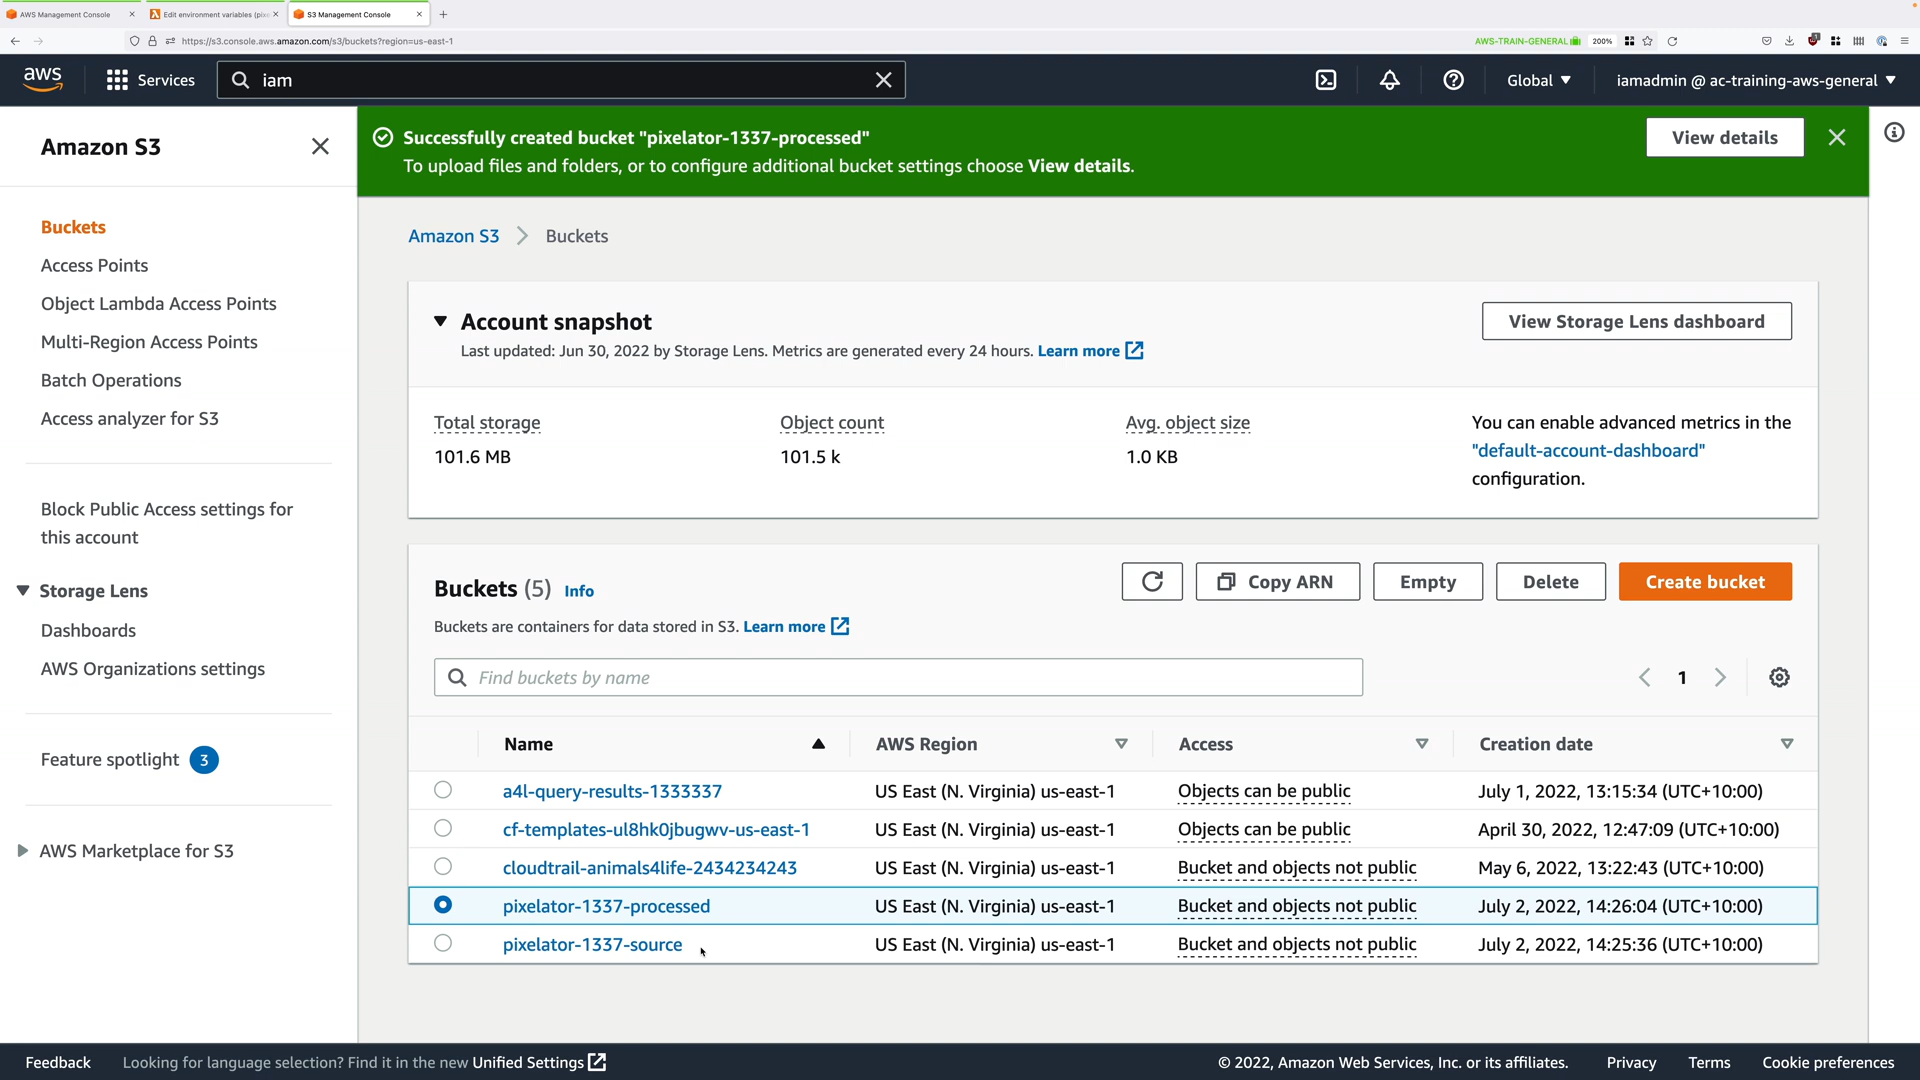 AWS Management Console
Edit environment variables (pixe
S3 Management Console
https://s3.console.aws.amazon.com/s3/buckets?region=us-east-1
AWS-TRAIN-GENERAL
200%
aws
Services
iam
Global
iamadmin @ ac-training-aws-general
Amazon S3
Buckets
Access Points
Object Lambda Access Points
Multi-Region Access Points
Batch Operations
Access analyzer for S3
Block Public Access settings for
this account
Storage Lens
Dashboards
AWS Organizations settings
Feature spotlight 3
AWS Marketplace for S3
Successfully created bucket "pixelator-1337-processed"
To upload files and folders, or to configure additional bucket settings choose View details.
View details
Amazon S3 Buckets
Account snapshot
Last updated: Jun 30, 2022 by Storage Lens. Metrics are generated every 24 hours. Learn more
View Storage Lens dashboard
Total storage
101.6 MB
Object count
101.5 k
Avg. object size
1.0 KB
You can enable advanced metrics in the
"default-account-dashboard"
configuration.
Buckets (5) Info
Buckets are containers for data stored in S3. Learn more
Copy ARN
Empty
Delete
Create bucket
Find buckets by name
1
Name AWS Region Access Creation date
a4l-query-results-1333337 US East (N. Virginia) us-east-1 Objects can be public July 1, 2022, 13:15:34 (UTC+10:00)
cf-templates-ul8hk0jbugwv-us-east-1 US East (N. Virginia) us-east-1 Objects can be public April 30, 2022, 12:47:09 (UTC+10:00)
cloudtrail-animals4life-2434234243 US East (N. Virginia) us-east-1 Bucket and objects not public May 6, 2022, 13:22:43 (UTC+10:00)
pixelator-1337-processed US East (N. Virginia) us-east-1 Bucket and objects not public July 2, 2022, 14:26:04 (UTC+10:00)
pixelator-1337-source US East (N. Virginia) us-east-1 Bucket and objects not public July 2, 2022, 14:25:36 (UTC+10:00)
Feedback
Looking for language selection? Find it in the new Unified Settings
© 2022, Amazon Web Services, Inc. or its affiliates.
Privacy
Terms
Cookie preferences